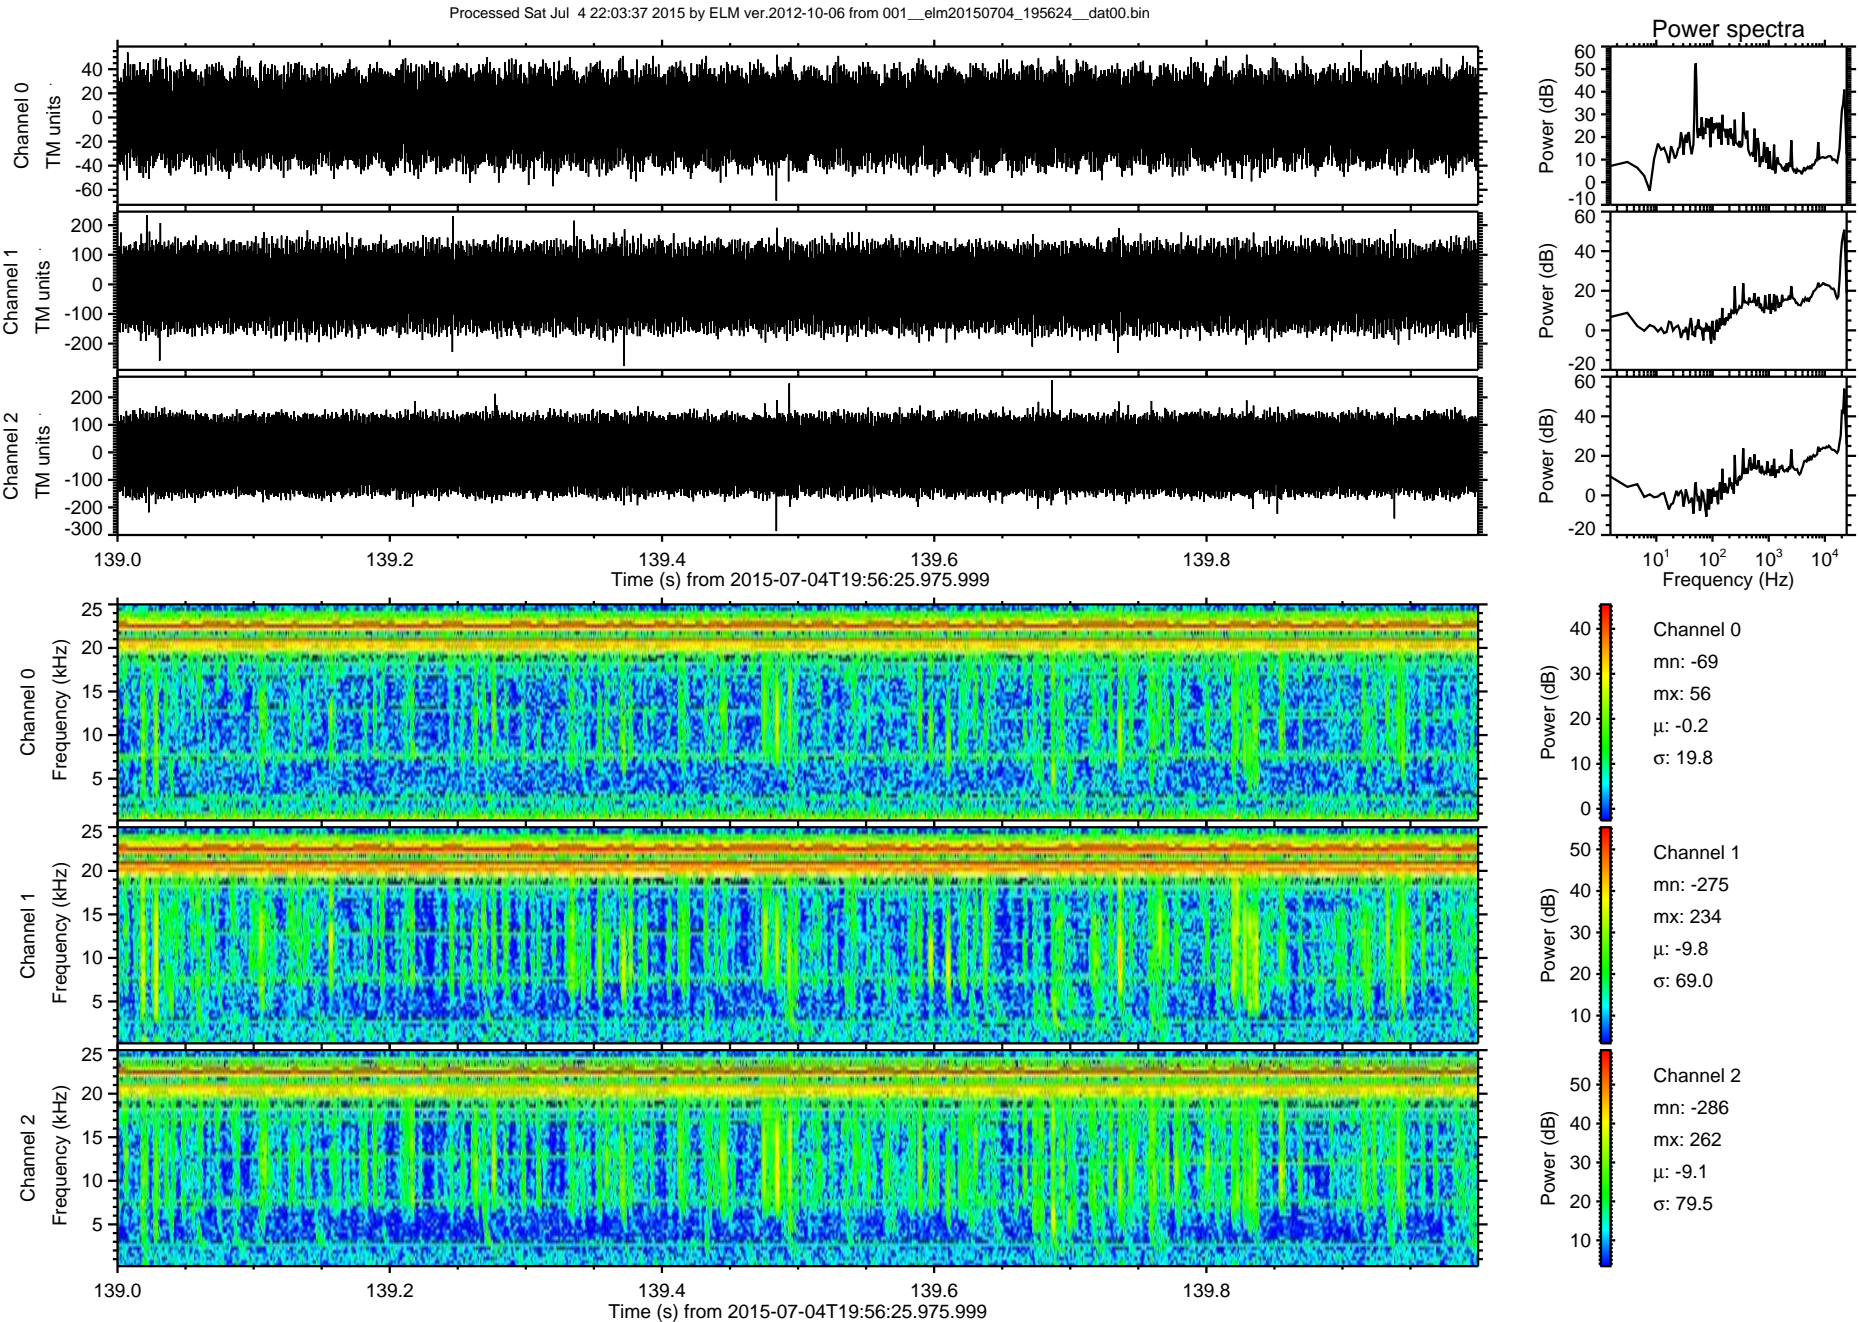 Processed Sat Jul  4 22:03:37 2015 by ELM ver.2012-10-06 from 001__elm20150704_195624__dat00.bin
Power spectra
Channel 0
TM units
40
20
0
-20
-40
-60
Power (dB)
60
50
40
30
20
10
0
-10
Channel 1
TM units
200
100
0
-100
-200
Power (dB)
60
40
20
0
-20
Channel 2
TM units
200
100
0
-100
-200
-300
Power (dB)
60
40
20
0
-20
139.0 139.2 139.4 139.6 139.8
Time (s) from 2015-07-04T19:56:25.975.999
10^1 10^2 10^3 10^4
Frequency (Hz)
Channel 0
Frequency (kHz)
25
20
15
10
5
Power (dB)
40
30
20
10
0
Channel 0
mn: -69
mx: 56
μ: -0.2
σ: 19.8
Channel 1
Frequency (kHz)
25
20
15
10
5
Power (dB)
50
40
30
20
10
Channel 1
mn: -275
mx: 234
μ: -9.8
σ: 69.0
Channel 2
Frequency (kHz)
25
20
15
10
5
Power (dB)
50
40
30
20
10
Channel 2
mn: -286
mx: 262
μ: -9.1
σ: 79.5
139.0 139.2 139.4 139.6 139.8
Time (s) from 2015-07-04T19:56:25.975.999